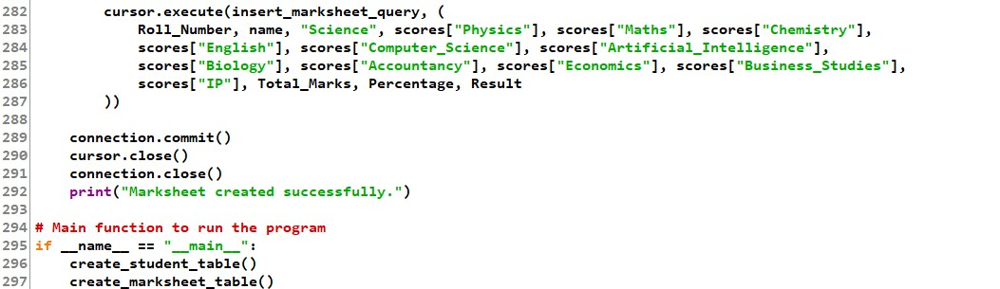 282         cursor.execute(insert_marksheet_query, (
283             Roll_Number, name, "Science", scores["Physics"], scores["Maths"], scores["Chemistry"],
284             scores["English"], scores["Computer_Science"], scores["Artificial_Intelligence"],
285             scores["Biology"], scores["Accountancy"], scores["Economics"], scores["Business_Studies"],
286             scores["IP"], Total_Marks, Percentage, Result
287         ))
288
289     connection.commit()
290     cursor.close()
291     connection.close()
292     print("Marksheet created successfully.")
293
294 # Main function to run the program
295 if __name__ == "__main__":
296     create_student_table()
297     create_marksheet_table()